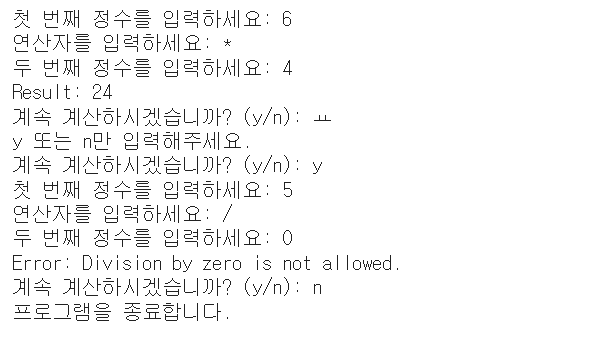 첫 번째 정수를 입력하세요: 6
연산자를 입력하세요: *
두 번째 정수를 입력하세요: 4
Result: 24
계속 계산하시겠습니까? (y/n): ㅛ
y 또는 n만 입력해주세요.
계속 계산하시겠습니까? (y/n): y
첫 번째 정수를 입력하세요: 5
연산자를 입력하세요: /
두 번째 정수를 입력하세요: 0
Error: Division by zero is not allowed.
계속 계산하시겠습니까? (y/n): n
프로그램을 종료합니다.